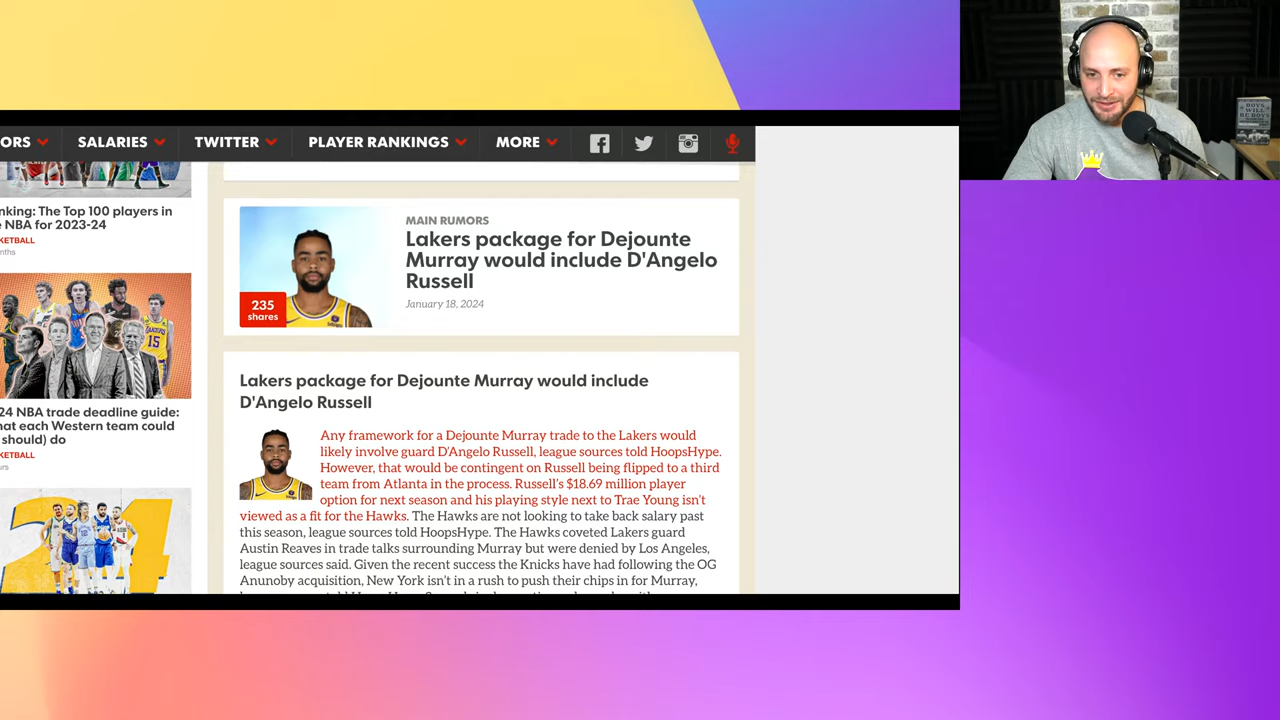 ORS
SALARIES
TWITTER
PLAYER RANKINGS
MORE
nking: The Top 100 players in
NBA for 2023-24
KETBALL
nths
24 NBA trade deadline guide:
hat each Western team could
should) do
KETBALL
urs
MAIN RUMORS
Lakers package for Dejounte
Murray would include D'Angelo
Russell
January 18, 2024
235
shares
Lakers package for Dejounte Murray would include
D'Angelo Russell
Any framework for a Dejounte Murray trade to the Lakers would
likely involve guard D'Angelo Russell, league sources told HoopsHype.
However, that would be contingent on Russell being flipped to a third
team from Atlanta in the process. Russell's $18.69 million player
option for next season and his playing style next to Trae Young isn't
viewed as a fit for the Hawks. The Hawks are not looking to take back salary past
this season, league sources told HoopsHype. The Hawks coveted Lakers guard
Austin Reaves in trade talks surrounding Murray but were denied by Los Angeles,
league sources said. Given the recent success the Knicks have had following the OG
Anunoby acquisition, New York isn't in a rush to push their chips in for Murray,
BOYS
WILL
BE BOYS